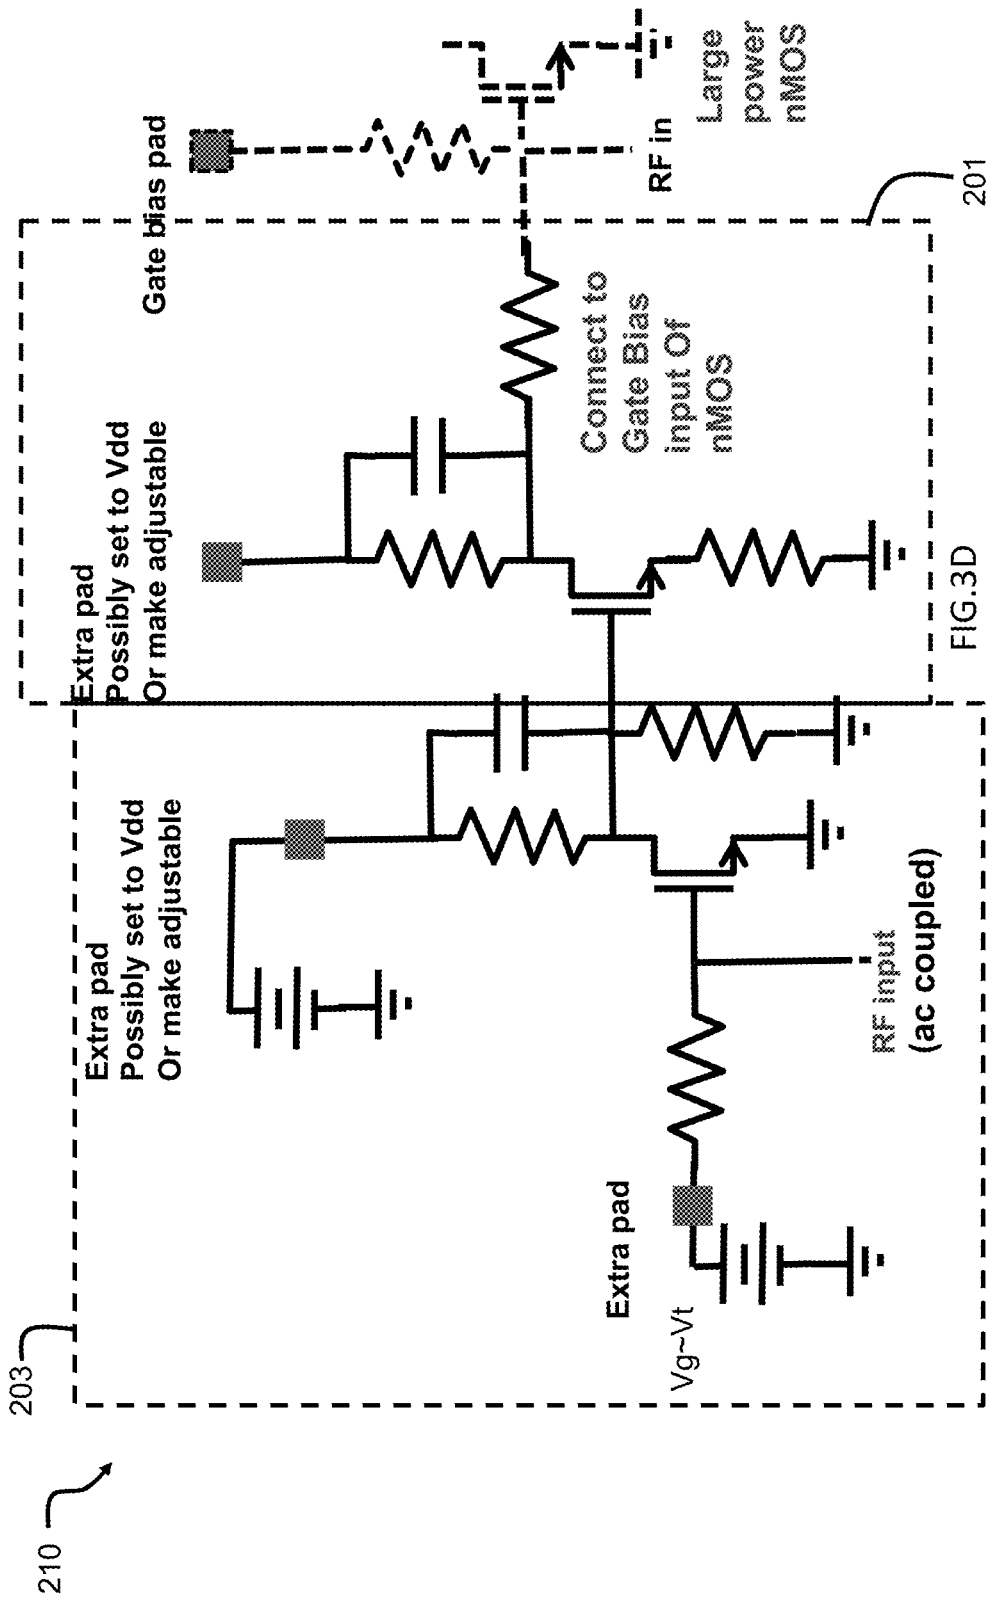 210
203
Extra pad
Possibly set to Vdd
Or make adjustable
Extra pad
Vg~Vt
RF input
(ac coupled)
Extra pad
Possibly set to Vdd
Or make adjustable
Connect to
Gate Bias
input Of
nMOS
201
Gate bias pad
RF in
Large
power
nMOS
FIG.3D